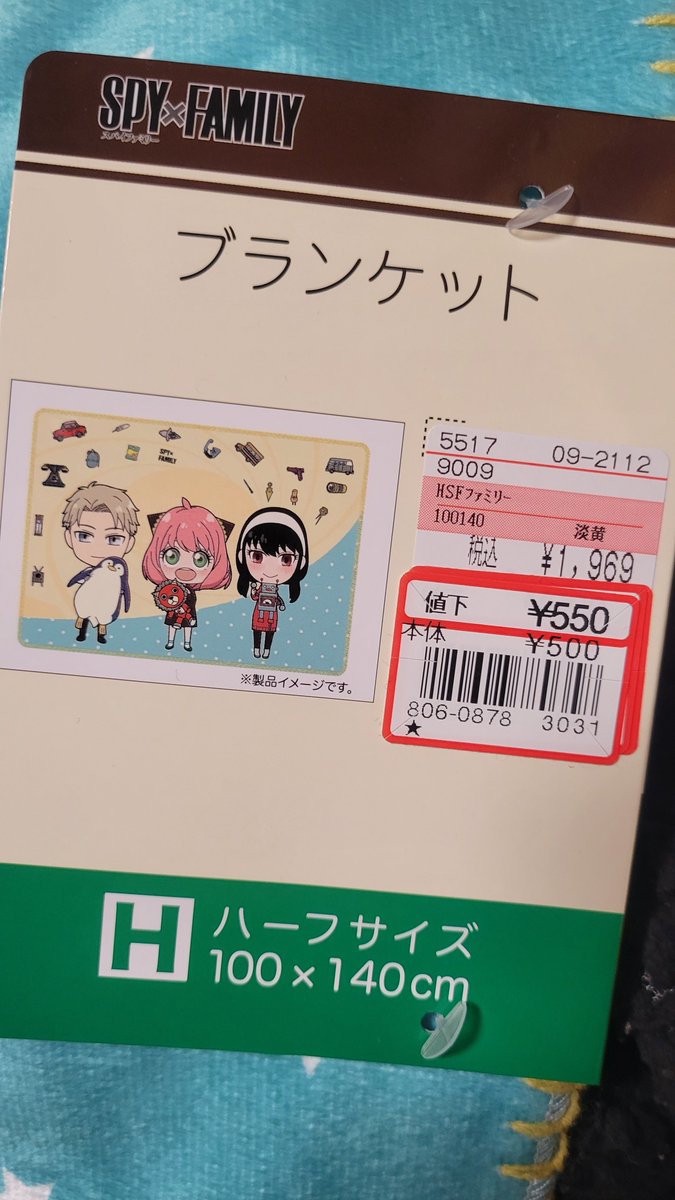 SPY×FAMILY
スパイファミリー
ブランケット
SPY×
FAMILY
※製品イメージです。
5517 09-2112
9009
HSFファミリー
100140 淡黄
税込 ¥1,969
値下 ¥550
本体 ¥500
806-0878 3031
★
H ハーフサイズ
100×140cm